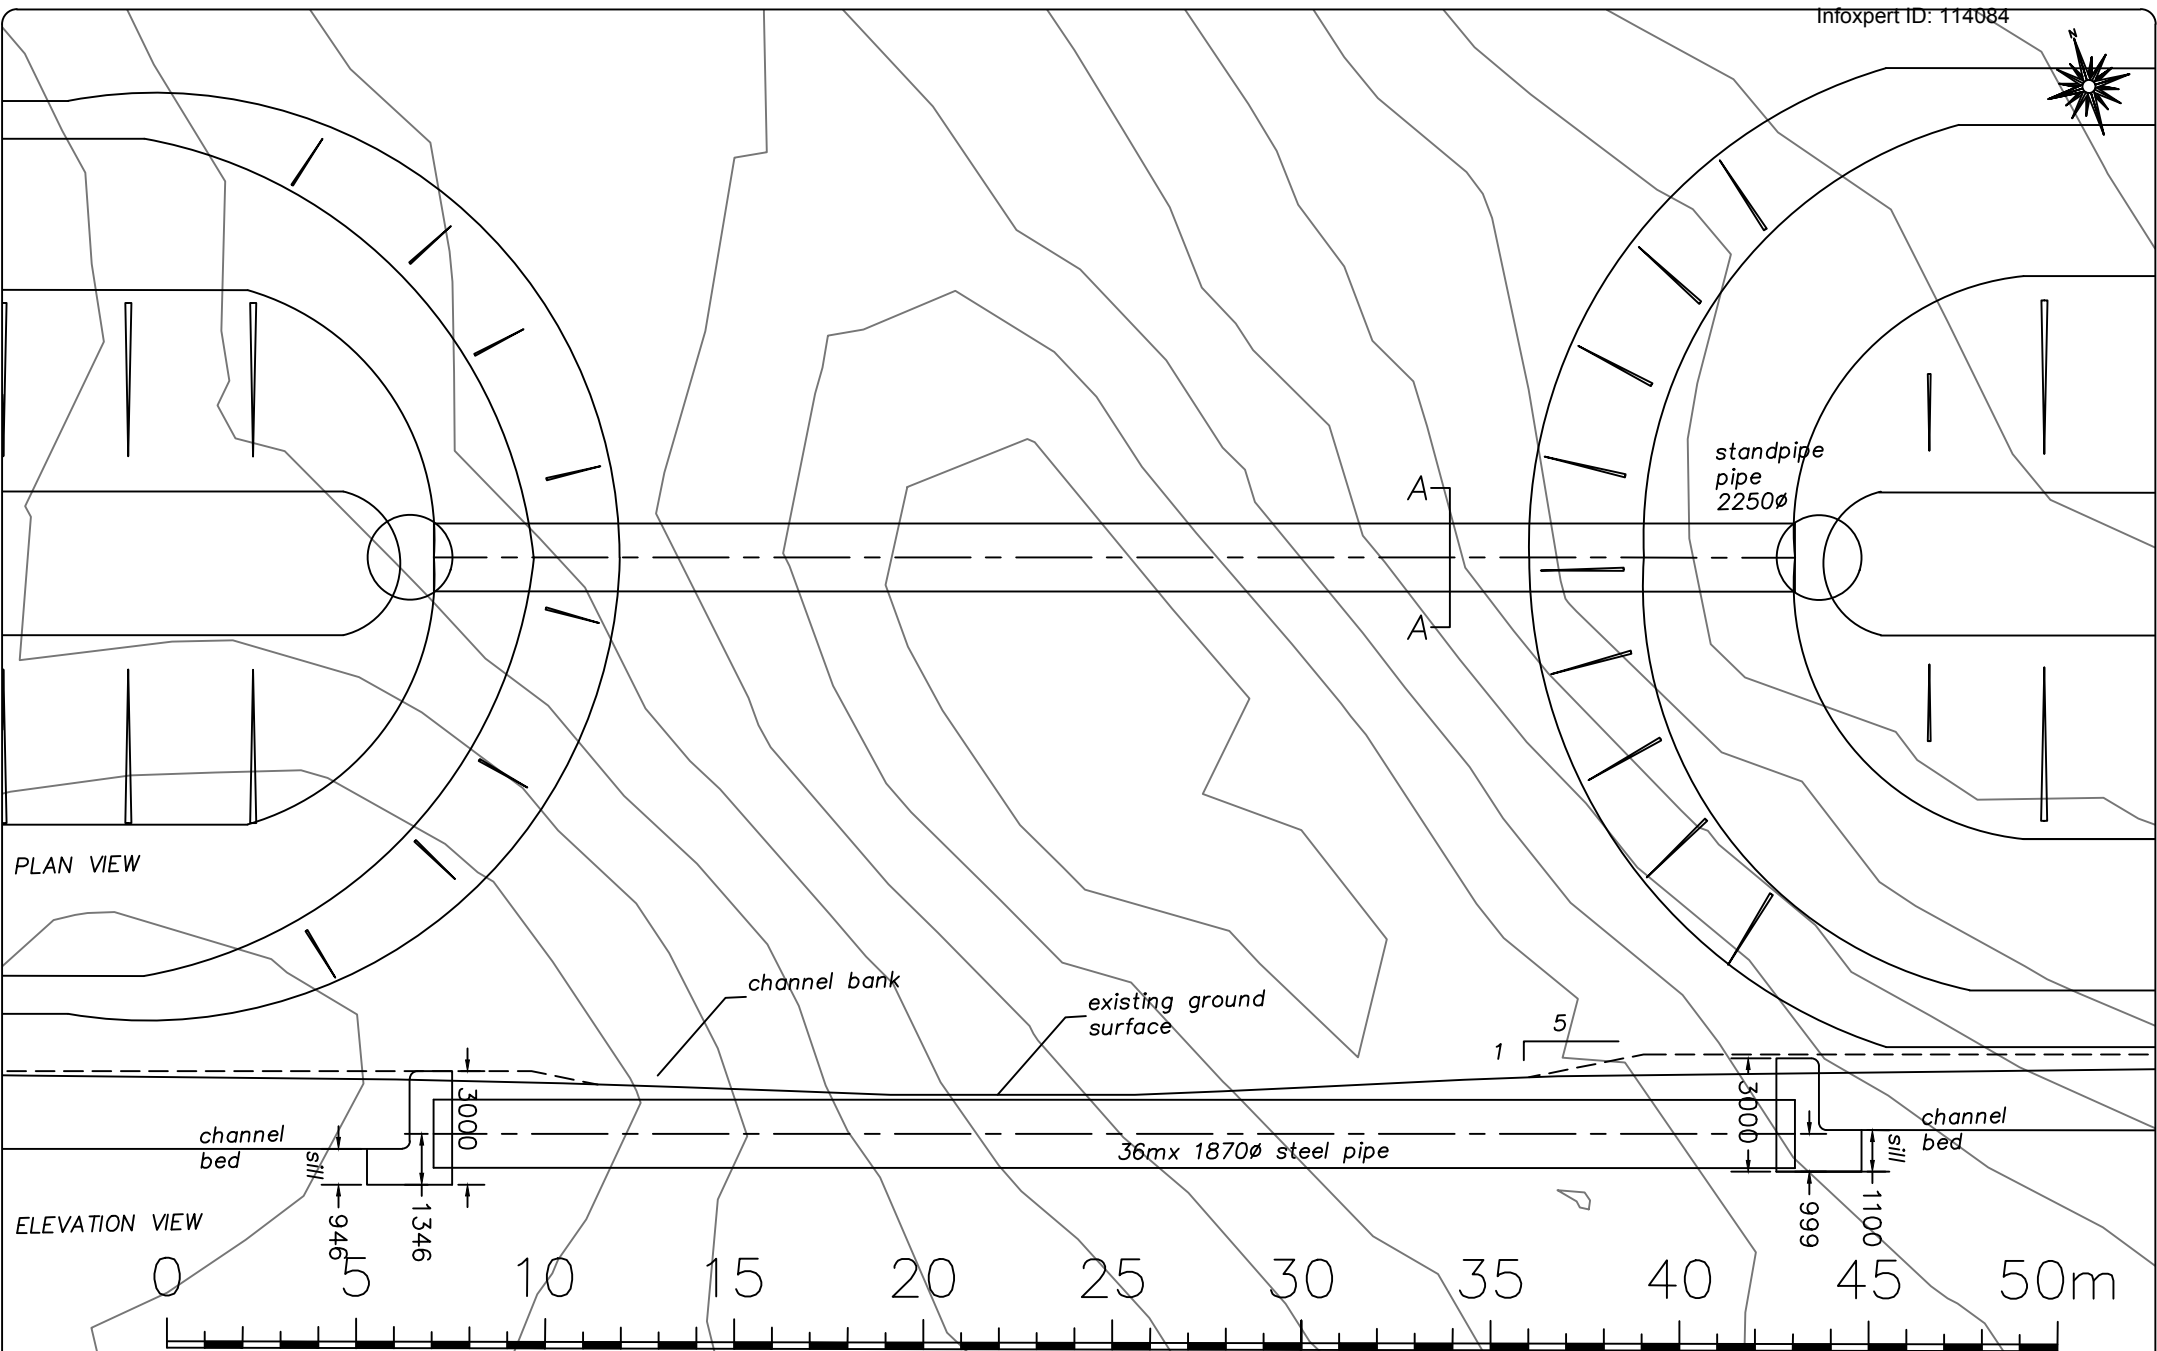 Infoxpert ID: 114084
N
standpipe
pipe
2250ø
A
A
PLAN VIEW
channel bank
existing ground
surface
5
1
3000
3000
channel
bed
sill
36mx 1870ø steel pipe
channel
bed
sill
946
1346
999
1100
ELEVATION VIEW
0 5 10 15 20 25 30 35 40 45 50m